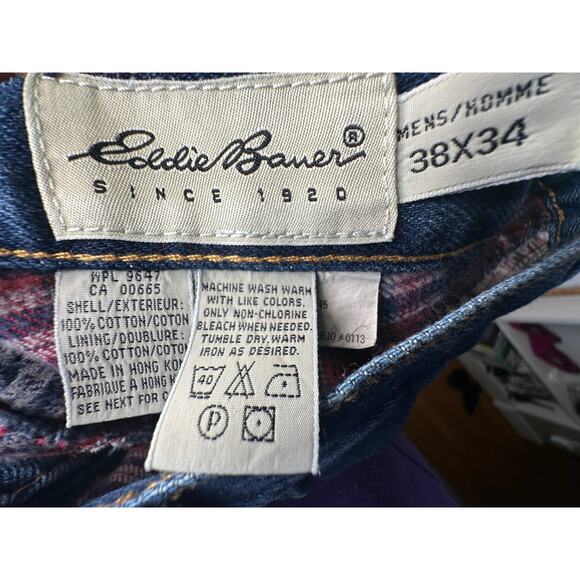 Eddie Bauer®
SINCE 1920
MENS/HOMME
38X34
WPL 9647
CA 00665
SHELL/EXTERIEUR:
100% COTTON/COTON
LINING/DOUBLURE:
100% COTTON/COTON
MADE IN HONG KONG
FABRIQUE A HONG K
SEE NEXT FOR C
MACHINE WASH WARM
WITH LIKE COLORS.
ONLY NON-CHLORINE
BLEACH WHEN NEEDED.
TUMBLE DRY. WARM
IRON AS DESIRED.
40
P
#0113